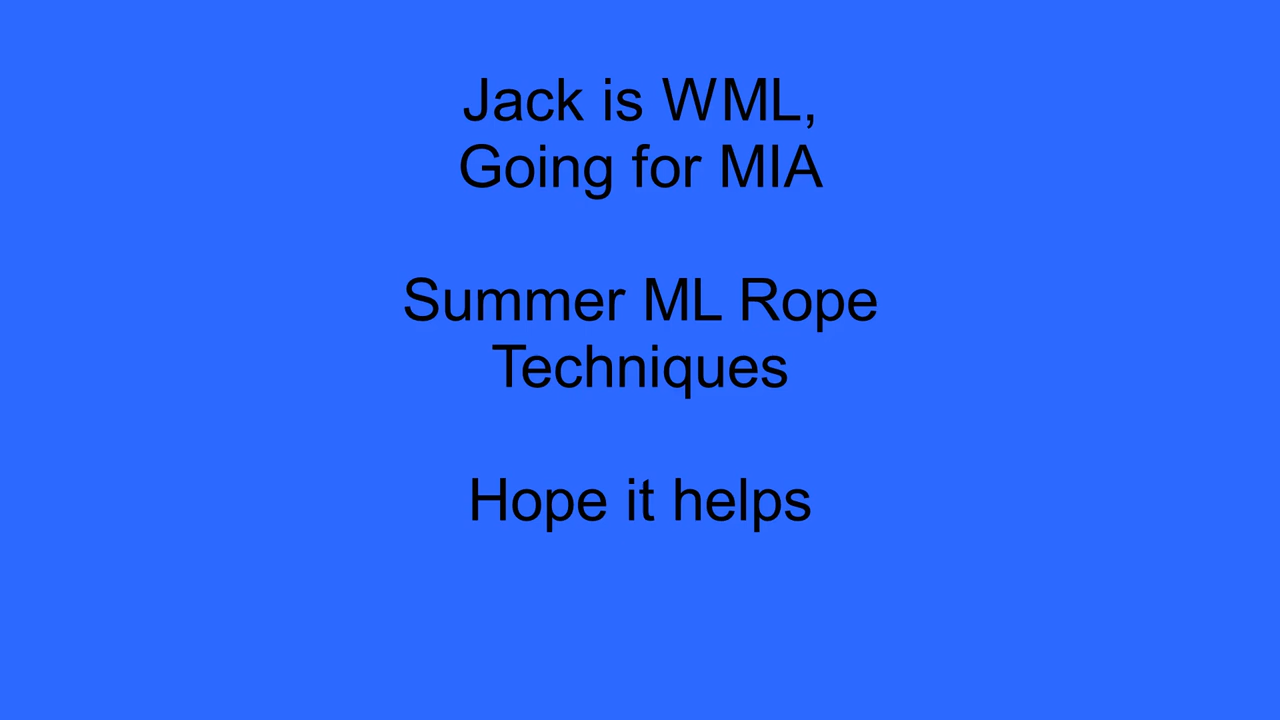 Jack is WML,
Going for MIA
Summer ML Rope
Techniques
Hope it helps